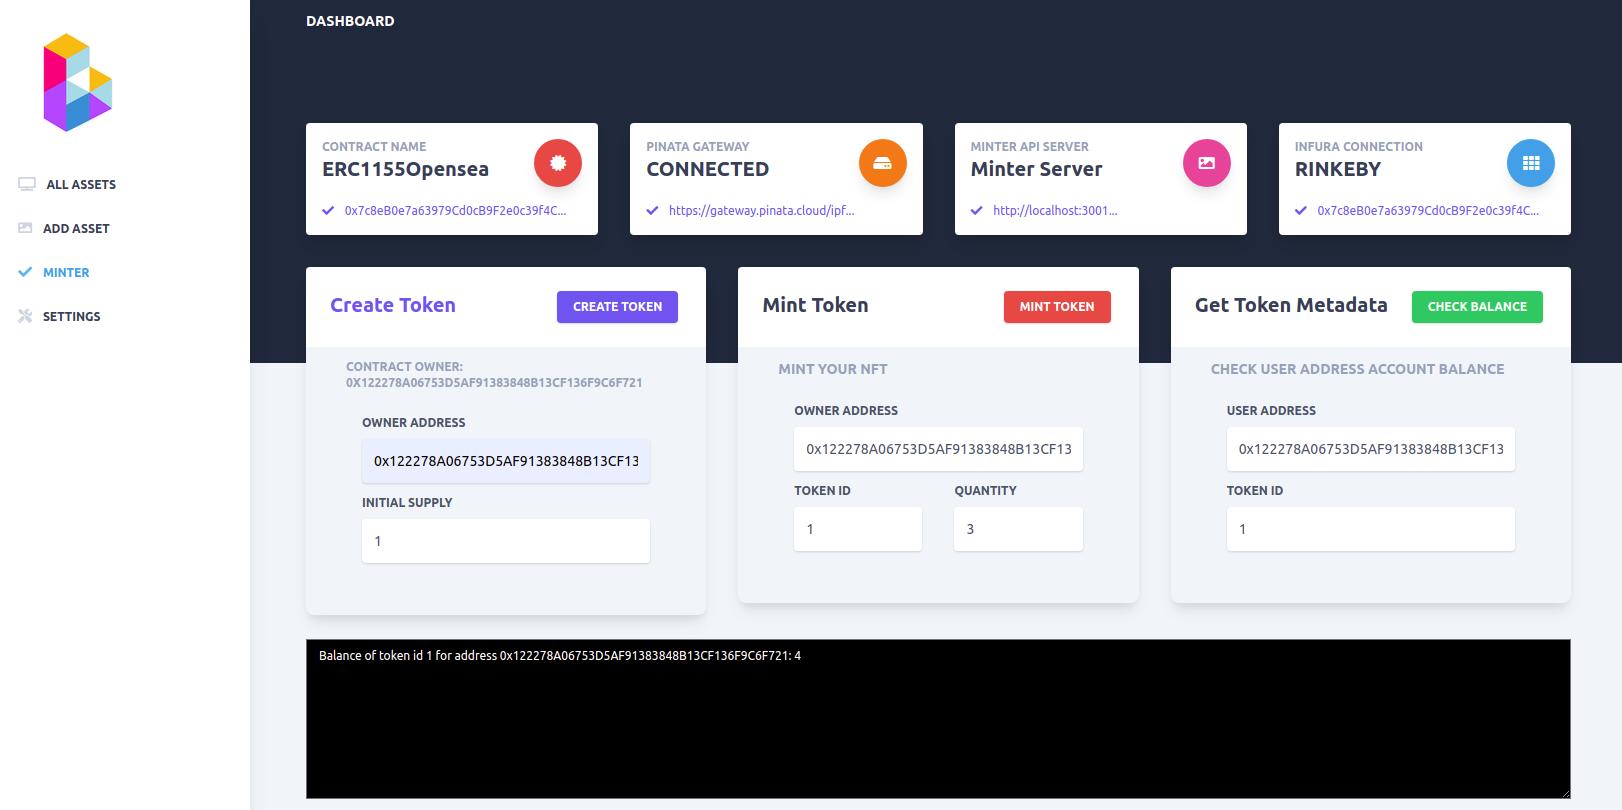 DASHBOARD
ALL ASSETS
ADD ASSET
MINTER
SETTINGS
CONTRACT NAME
ERC1155Opensea
0x7c8eB0e7a63979Cd0cB9F2e0c39f4C...
PINATA GATEWAY
CONNECTED
https://gateway.pinata.cloud/ipf...
MINTER API SERVER
Minter Server
http://localhost:3001...
INFURA CONNECTION
RINKEBY
0x7c8eB0e7a63979Cd0cB9F2e0c39f4C...
Create Token
CREATE TOKEN
CONTRACT OWNER:
0X122278A06753D5AF91383848B13CF136F9C6F721
OWNER ADDRESS
0x122278A06753D5AF91383848B13CF13
INITIAL SUPPLY
1
Mint Token
MINT TOKEN
MINT YOUR NFT
OWNER ADDRESS
0x122278A06753D5AF91383848B13CF13
TOKEN ID
QUANTITY
1
3
Get Token Metadata
CHECK BALANCE
CHECK USER ADDRESS ACCOUNT BALANCE
USER ADDRESS
0x122278A06753D5AF91383848B13CF13
TOKEN ID
1
Balance of token id 1 for address 0x122278A06753D5AF91383848B13CF136F9C6F721: 4